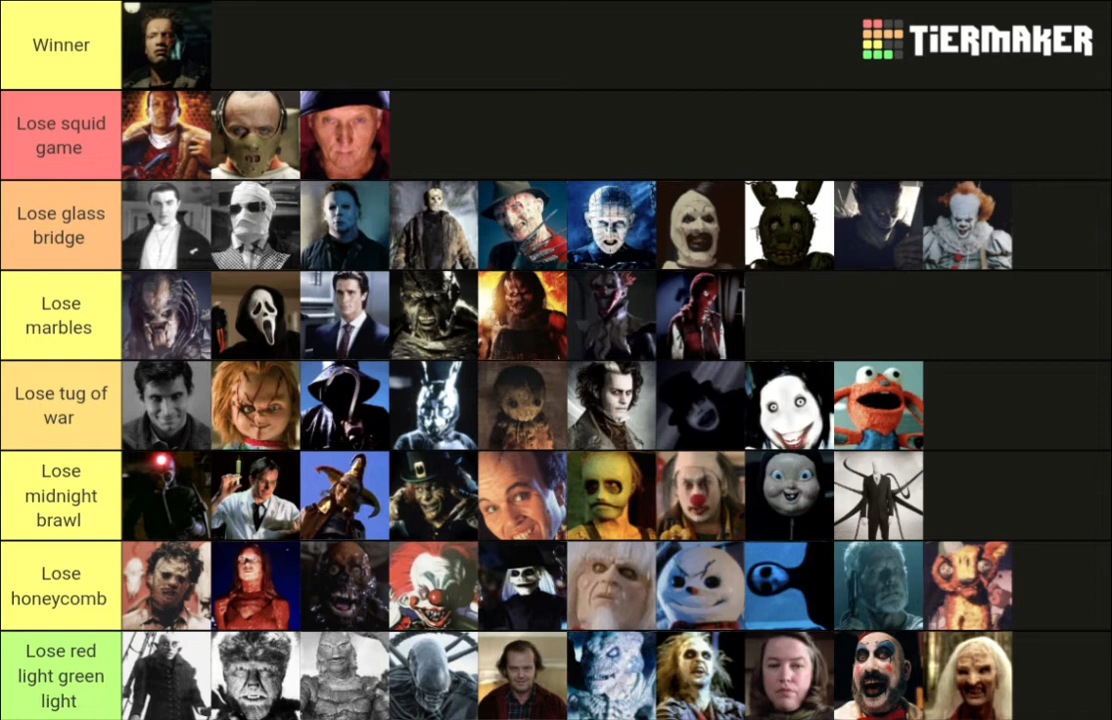 Winner
TiERMAKER
Lose squid
game
Lose glass
bridge
Lose
marbles
Lose tug of
war
Lose
midnight
brawl
Lose
honeycomb
Lose red
light green
light